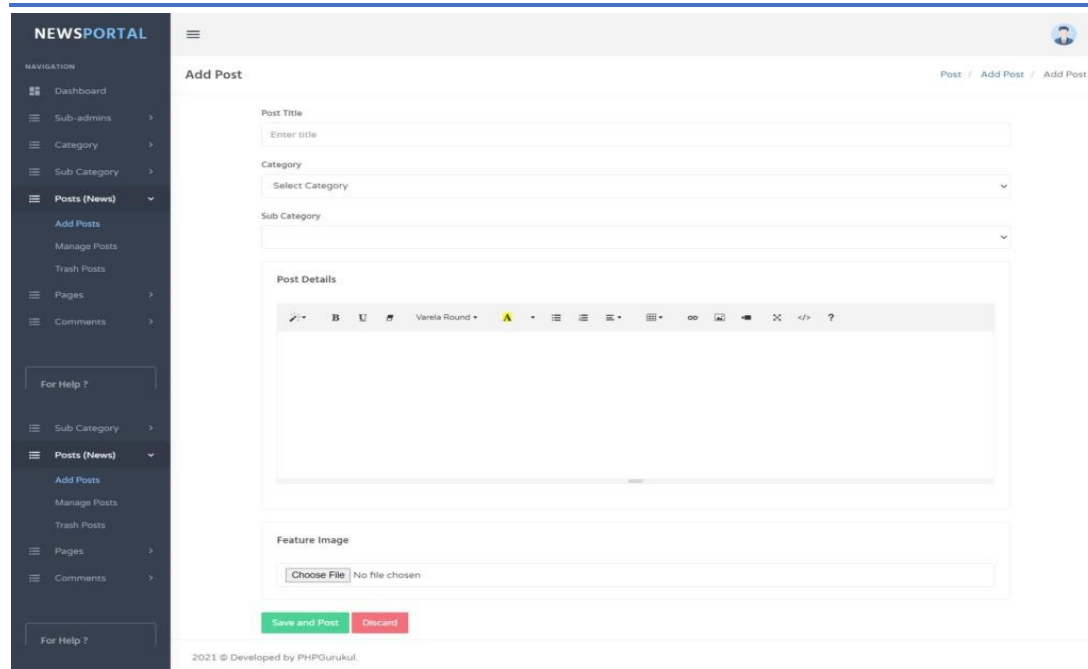 NEWSPORTAL
NAVIGATION
Dashboard
Sub-admins
Category
Sub Category
Posts (News)
Add Posts
Manage Posts
Trash Posts
Pages
Comments
For Help ?
Sub Category
Posts (News)
Add Posts
Manage Posts
Trash Posts
Pages
Comments
For Help ?
Add Post
Post / Add Post / Add Post
Post Title
Enter title
Category
Select Category
Sub Category
Post Details
B U Varela Round A </> ?
Feature Image
Choose File No file chosen
Save and Post Discard
2021 © Developed by PHPGurukul.